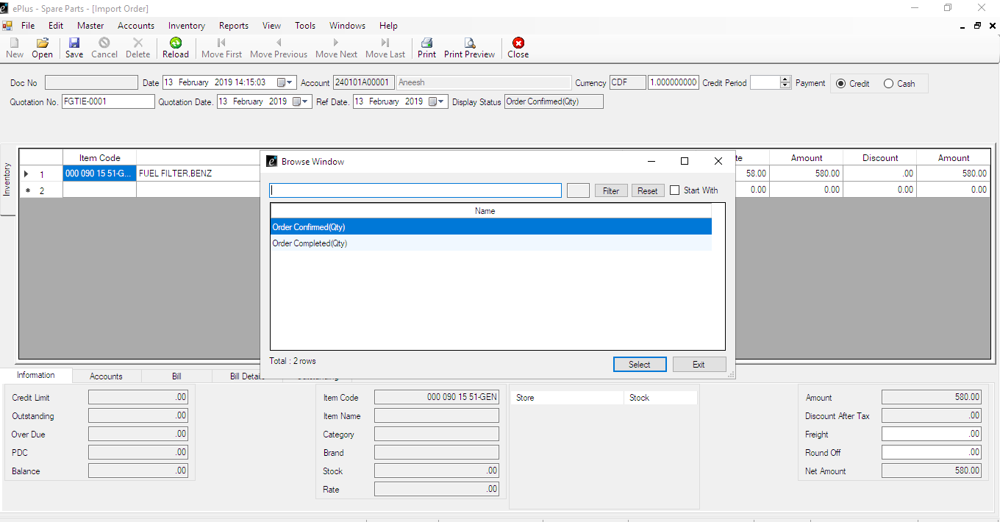 ePlus - Spare Parts - [Import Order]
File Edit Master Accounts Inventory Reports View Tools Windows Help
New Open Save Cancel Delete Reload Move First Move Previous Move Next Move Last Print Print Preview Close
Doc No Date 13 February 2019 14:15:03 Account 240101A00001 Aneesh Currency CDF 1.000000000 Credit Period Payment Credit Cash
Quotation No. FGTIE-0001 Quotation Date. 13 February 2019 Ref Date. 13 February 2019 Display Status Order Confirmed(Qty)
Inventory
Item Code Amount Discount Amount
1 000 090 15 51-G... FUEL FILTER,BENZ 58.00 580.00 .00 580.00
2 0.00 0.00 0.00 0.00
Browse Window
Filter Reset Start With
Name
Order Confirmed(Qty)
Order Completed(Qty)
Total : 2 rows
Select Exit
Information Accounts Bill Bill Details
Credit Limit .00
Outstanding .00
Over Due .00
PDC .00
Balance .00
Item Code 000 090 15 51-GEN
Item Name
Category
Brand
Stock .00
Rate .00
Store Stock
Amount 580.00
Discount After Tax .00
Freight .00
Round Off .00
Net Amount 580.00